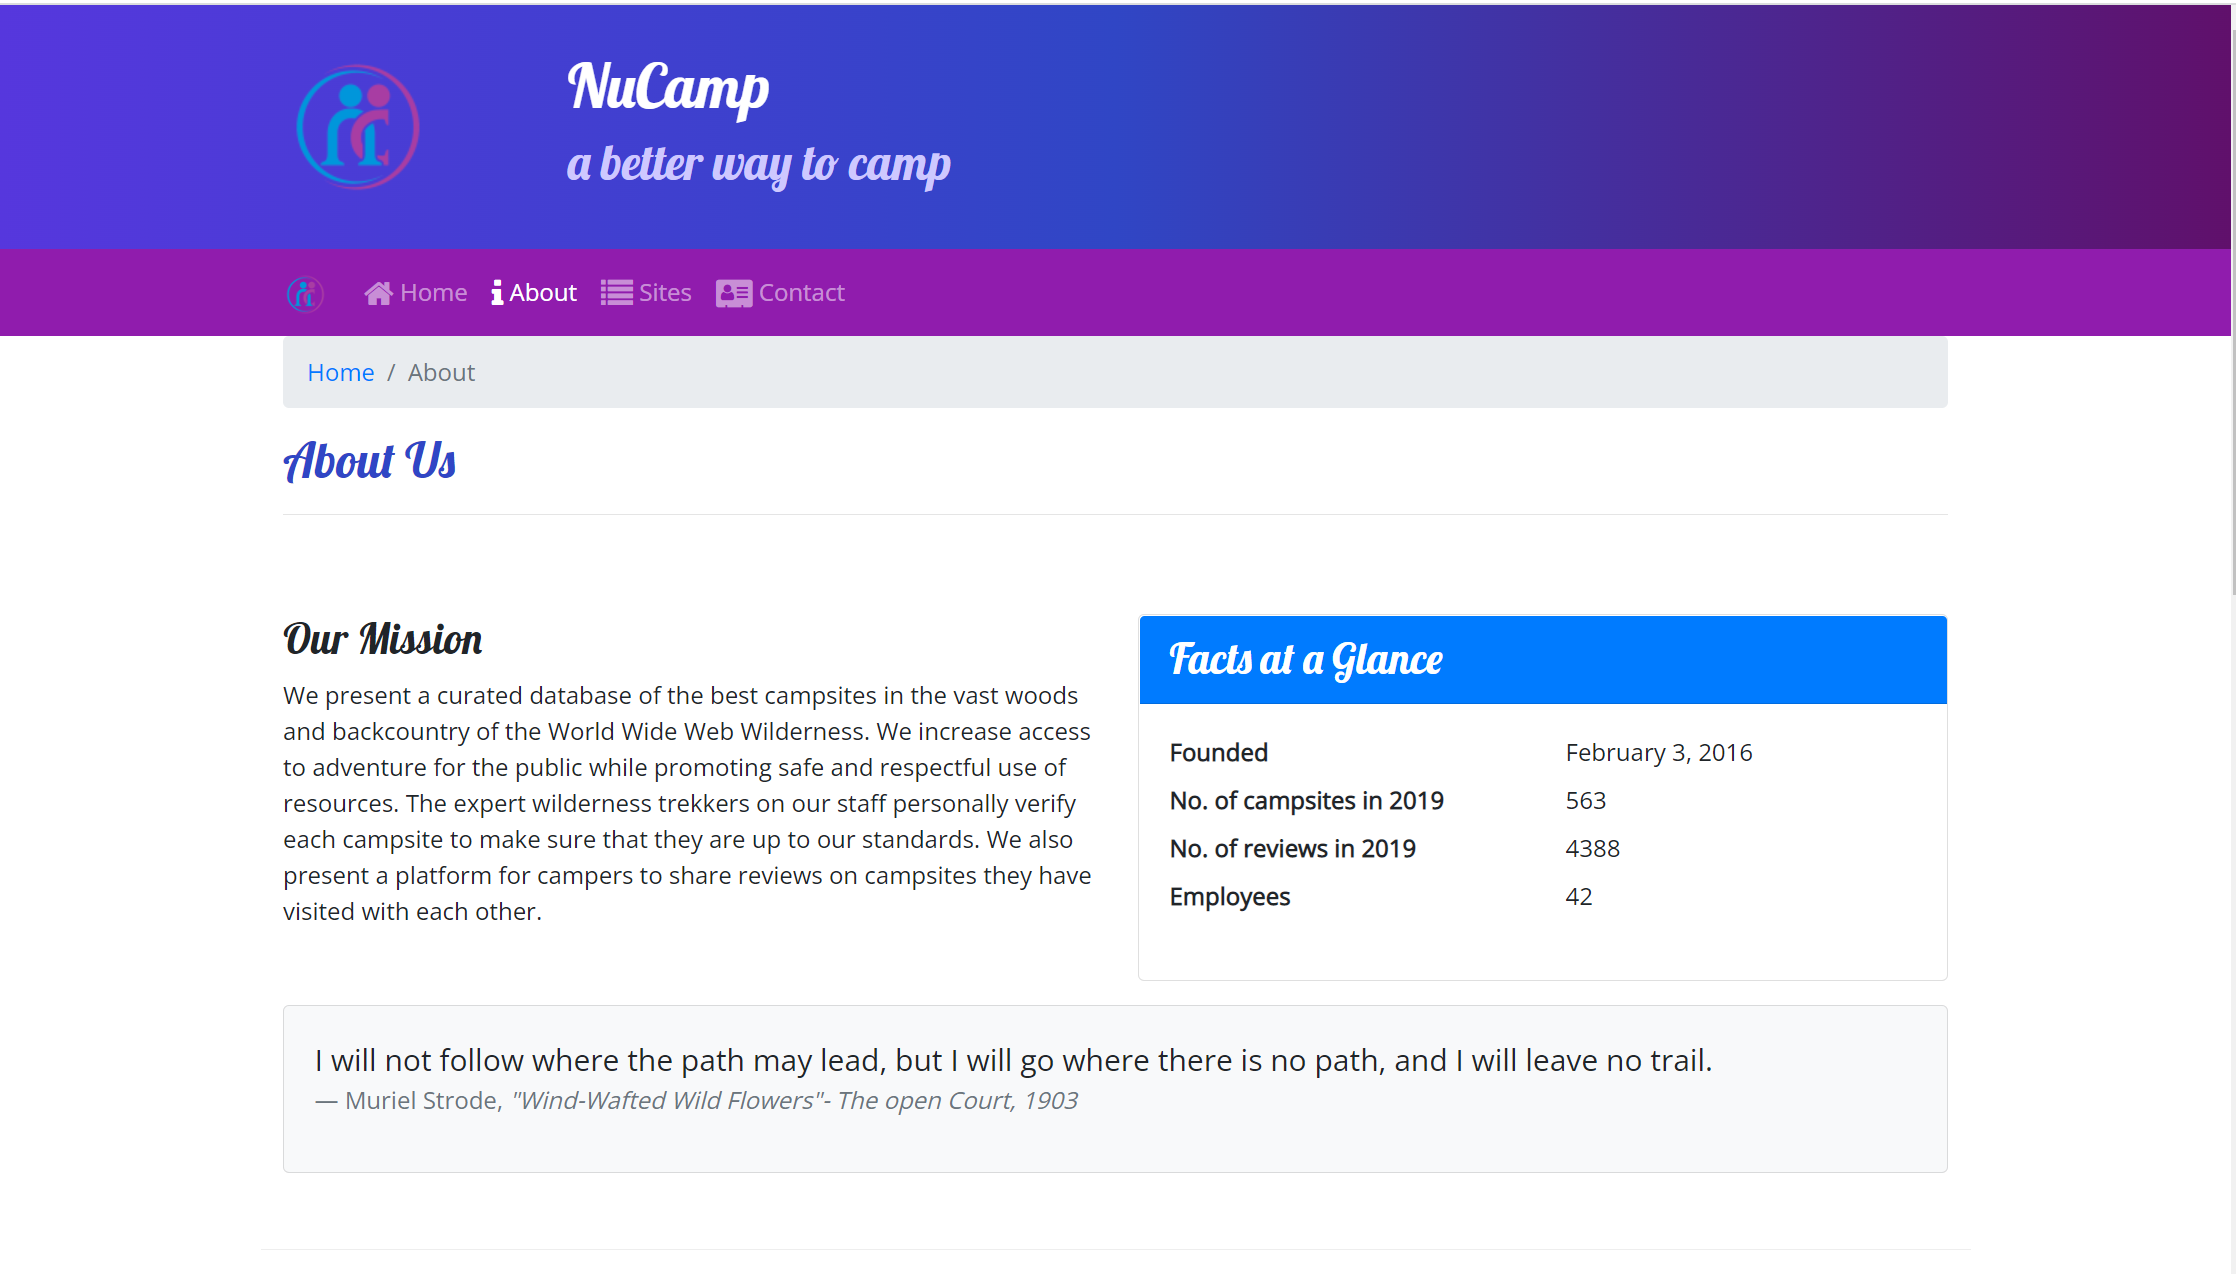 NuCamp
a better way to camp
Home About Sites Contact
Home / About
About Us
Our Mission
We present a curated database of the best campsites in the vast woods
and backcountry of the World Wide Web Wilderness. We increase access
to adventure for the public while promoting safe and respectful use of
resources. The expert wilderness trekkers on our staff personally verify
each campsite to make sure that they are up to our standards. We also
present a platform for campers to share reviews on campsites they have
visited with each other.
Facts at a Glance
Founded February 3, 2016
No. of campsites in 2019 563
No. of reviews in 2019 4388
Employees 42
I will not follow where the path may lead, but I will go where there is no path, and I will leave no trail.
— Muriel Strode, "Wind-Wafted Wild Flowers"- The open Court, 1903